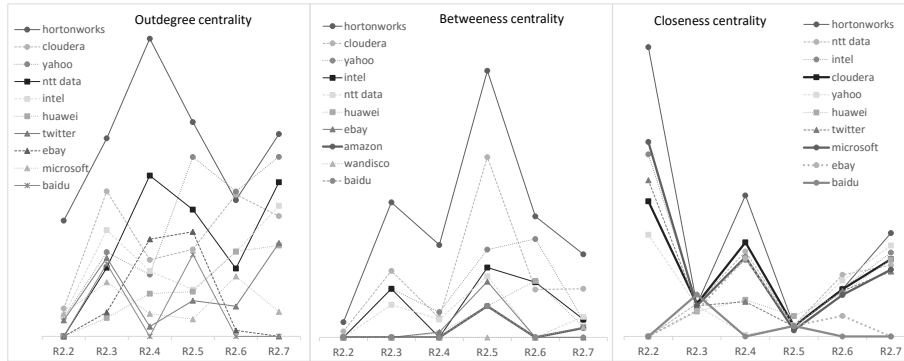 Outdegree centrality
hortonworks
cloudera
yahoo
ntt data
intel
huawei
twitter
ebay
microsoft
baidu
R2.2 R2.3 R2.4 R2.5 R2.6 R2.7
Betweeness centrality
hortonworks
cloudera
yahoo
intel
ntt data
huawei
ebay
amazon
wandisco
baidu
R2.2 R2.3 R2.4 R2.5 R2.6 R2.7
Closeness centrality
hortonworks
ntt data
intel
cloudera
yahoo
huawei
twitter
microsoft
ebay
baidu
R2.2 R2.3 R2.4 R2.5 R2.6 R2.7